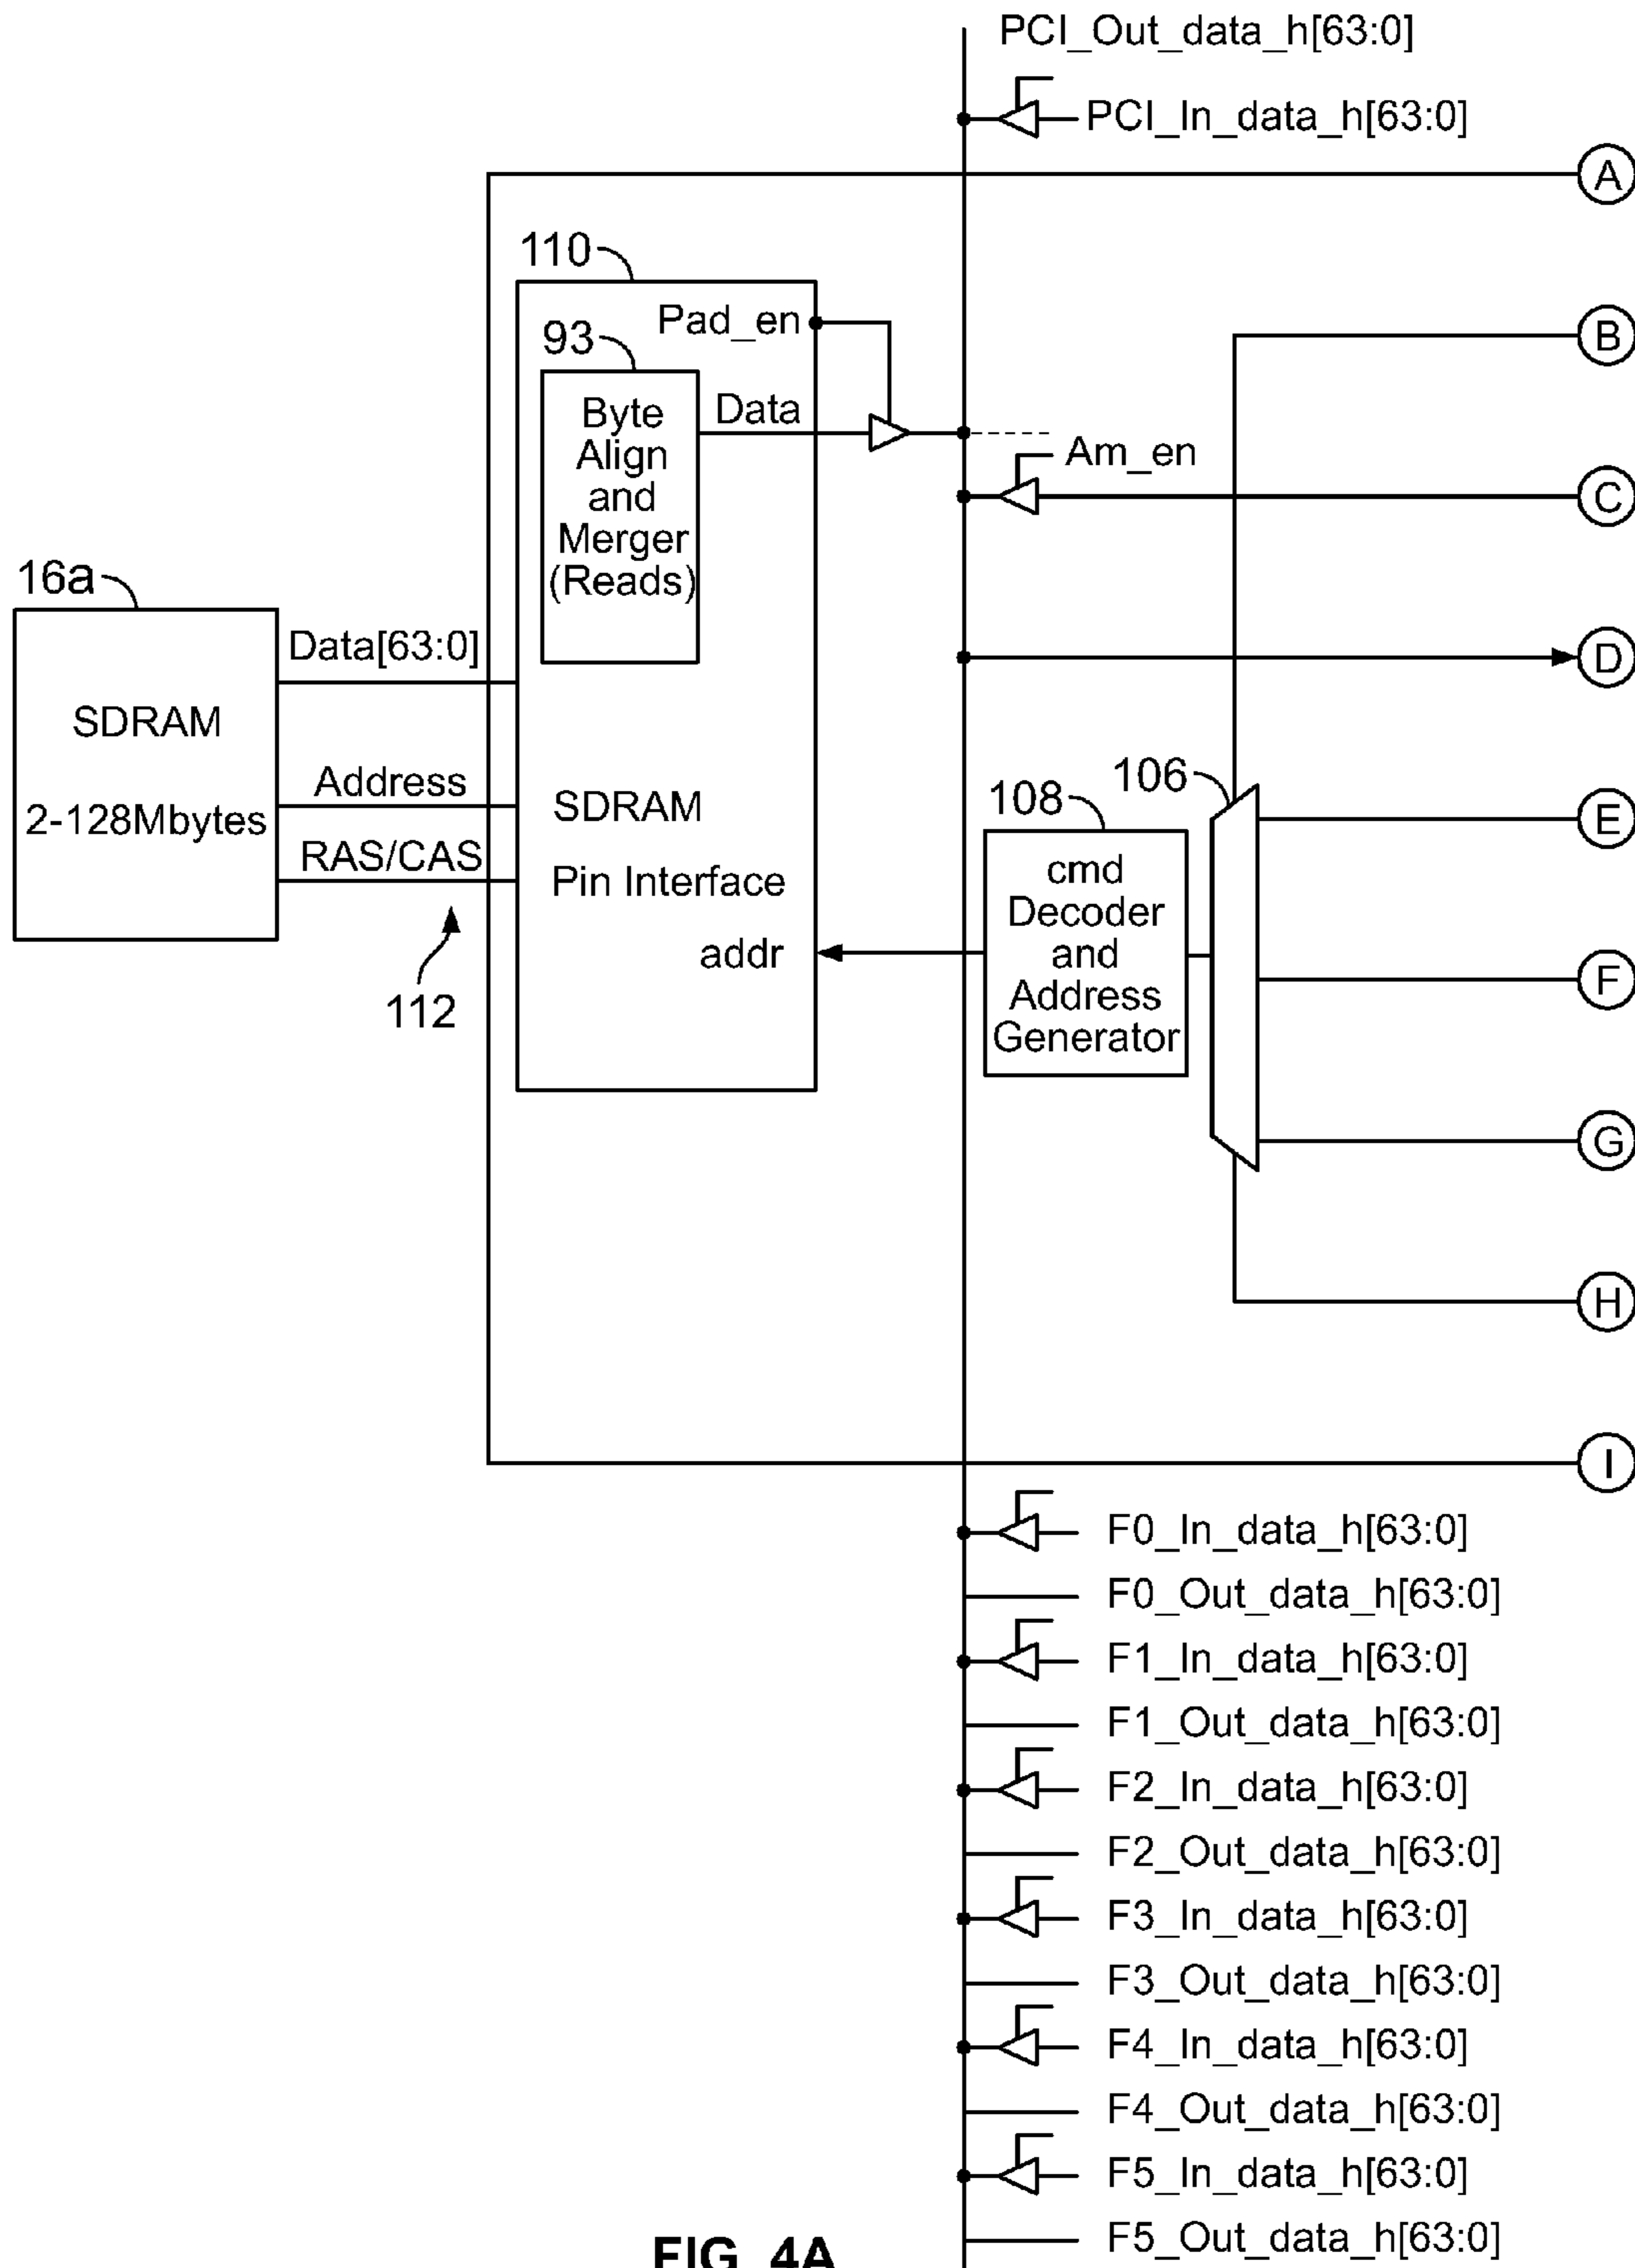 PCI_Out_data_h[63:0]
PCI_In_data_h[63:0]
A
110
Pad_en
B
93
Byte
Align
and
Merger
(Reads)
Data
Am_en
C
16a
Data[63:0]
D
SDRAM
2-128Mbytes
Address
RAS/CAS
112
SDRAM
Pin Interface
addr
108
106
cmd
Decoder
and
Address
Generator
E
F
G
H
I
F0_In_data_h[63:0]
F0_Out_data_h[63:0]
F1_In_data_h[63:0]
F1_Out_data_h[63:0]
F2_In_data_h[63:0]
F2_Out_data_h[63:0]
F3_In_data_h[63:0]
F3_Out_data_h[63:0]
F4_In_data_h[63:0]
F4_Out_data_h[63:0]
F5_In_data_h[63:0]
F5_Out_data_h[63:0]
FIG. 4A